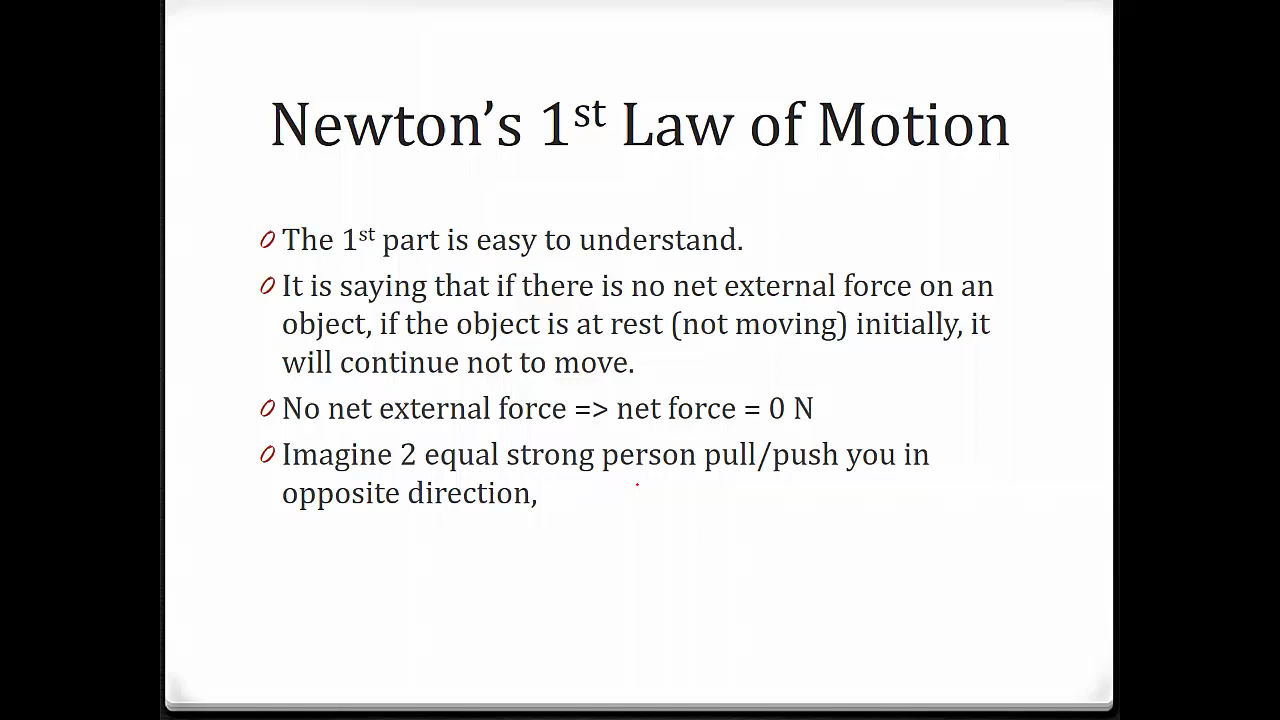 Newton’s 1st Law of Motion
The 1st part is easy to understand.
It is saying that if there is no net external force on an
object, if the object is at rest (not moving) initially, it
will continue not to move.
No net external force => net force = 0 N
Imagine 2 equal strong person pull/push you in
opposite direction,